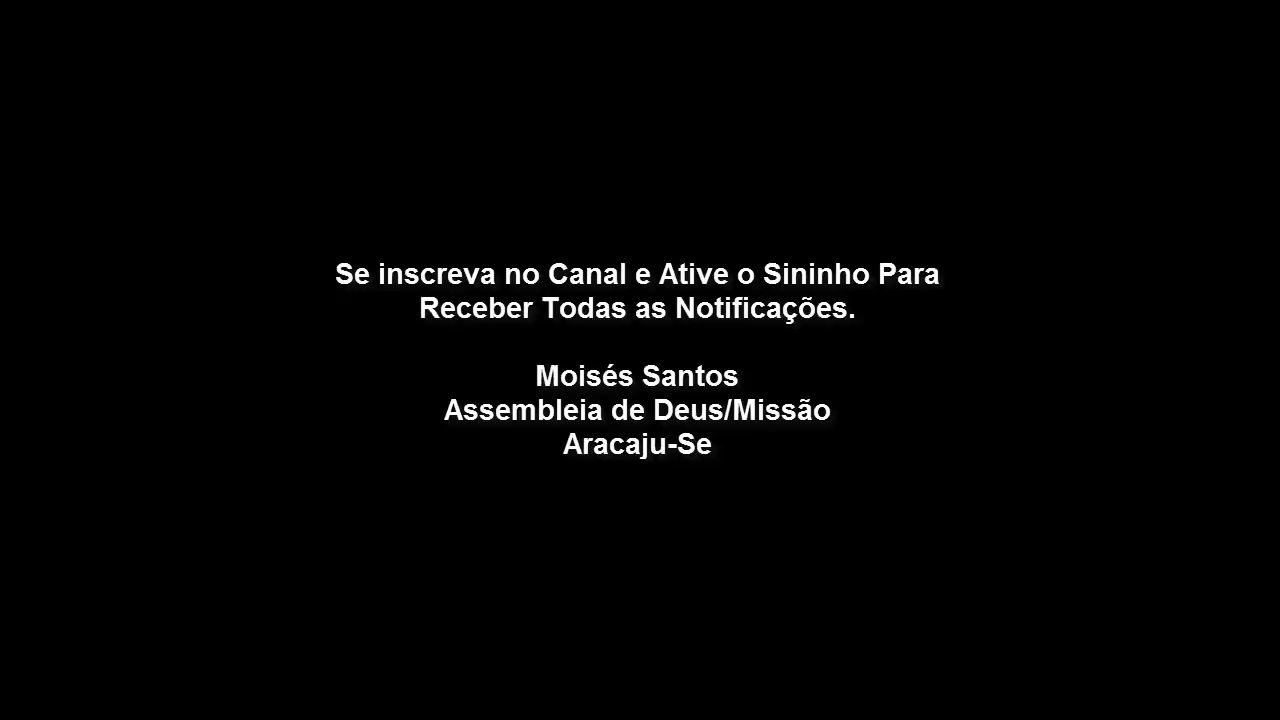 Se inscreva no Canal e Ative o Sininho Para
Receber Todas as Notificações.
Moisés Santos
Assembleia de Deus/Missão
Aracaju-Se